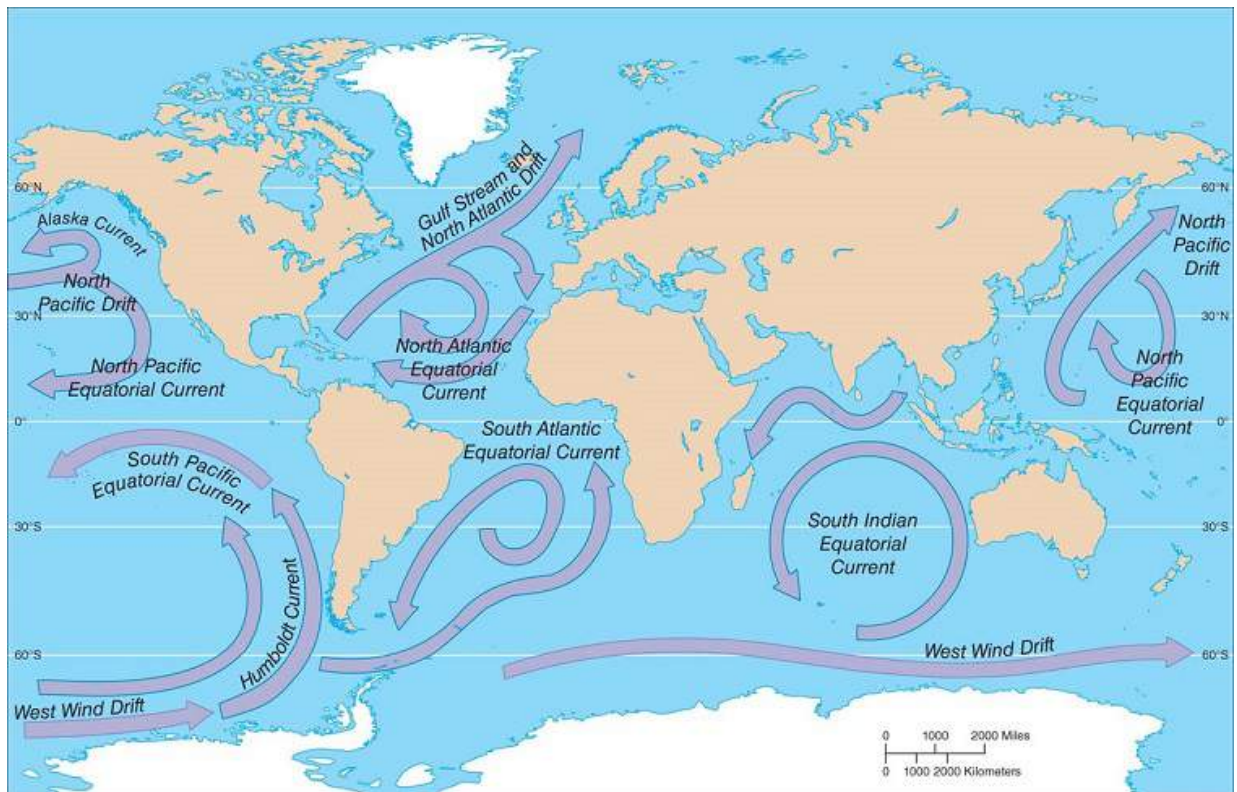 60°N
60°N
Gulf Stream and
North Atlantic Drift
Alaska Current
North
Pacific Drift
North
Pacific
Drift
30°N
30°N
North Pacific
Equatorial Current
North Atlantic
Equatorial
Current
North
Pacific
Equatorial
Current
0°
0°
South Atlantic
Equatorial Current
South Pacific
Equatorial Current
30°S
30°S
South Indian
Equatorial
Current
Humboldt Current
60°S
West Wind Drift
60°S
West Wind Drift
0 1000 2000 Miles
0 1000 2000 Kilometers